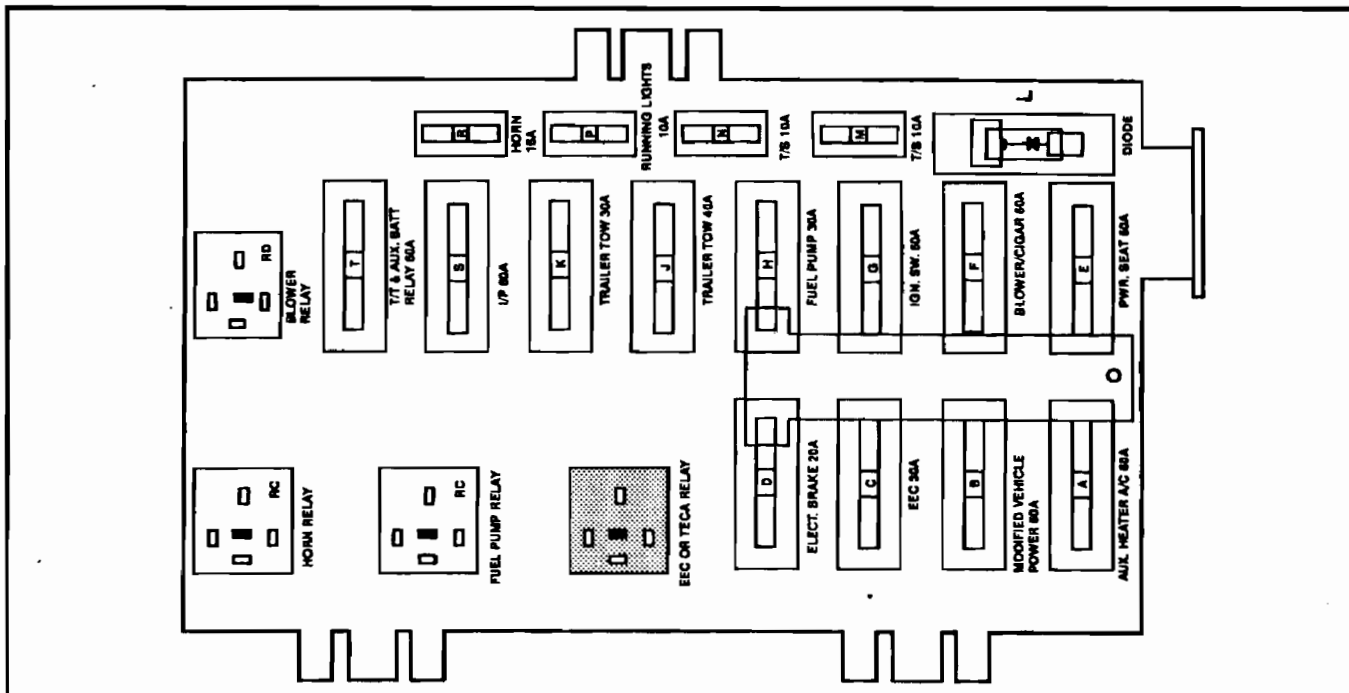 R
HORN
15A
P
RUNNING LIGHTS
10A
N
T/S 10A
M
T/S 10A
L
DIODE
RD
BLOWER
RELAY
T
T/T & AUX. BATT
RELAY 60A
S
I/P 60A
K
TRAILER TOW 30A
J
TRAILER TOW 40A
H
FUEL PUMP 30A
G
IGN. SW. 60A
F
BLOWER/CIGAR 60A
E
PWR. SEAT 50A
RC
HORN RELAY
RC
FUEL PUMP RELAY
EEC OR TECA RELAY
D
ELECT. BRAKE 20A
C
EEC 30A
B
MODIFIED VEHICLE
POWER 60A
A
AUX. HEATER A/C 60A